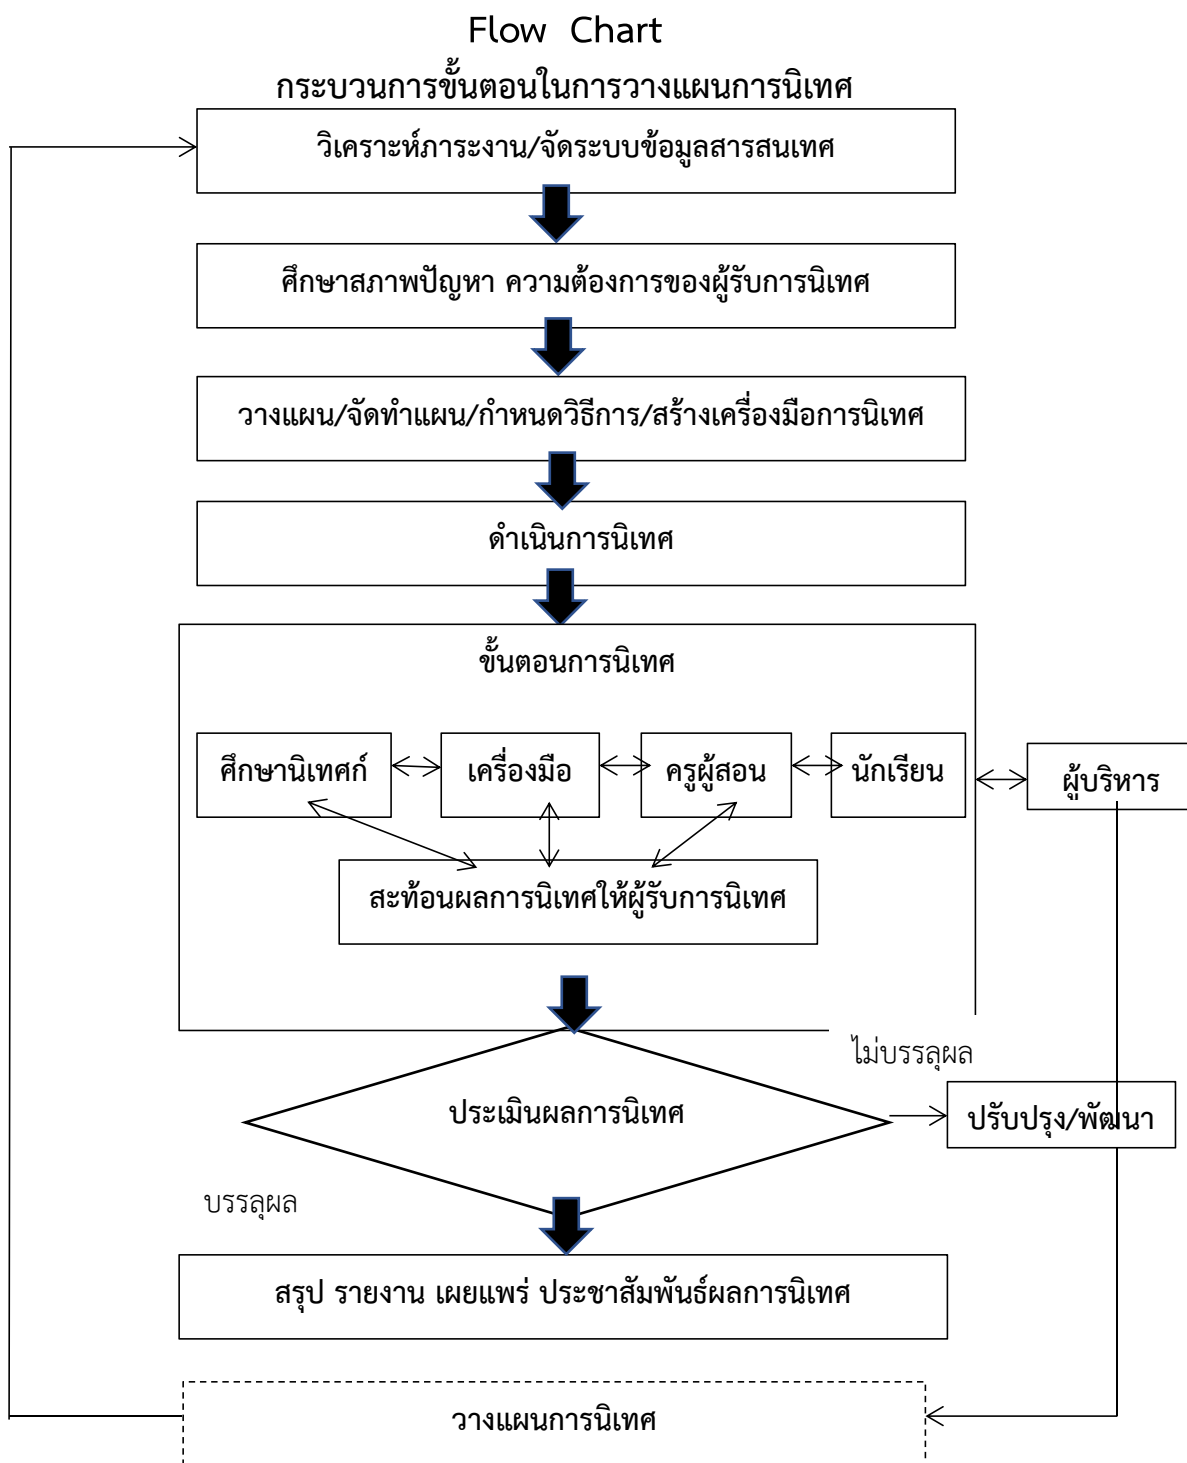 Flow Chart
กระบวนการขั้นตอนในการวางแผนการนิเทศ
วิเคราะห์ภาระงาน/จัดระบบข้อมูลสารสนเทศ
ศึกษาสภาพปัญหา ความต้องการของผู้รับการนิเทศ
วางแผน/จัดทำแผน/กำหนดวิธีการ/สร้างเครื่องมือการนิเทศ
ดำเนินการนิเทศ
ขั้นตอนการนิเทศ
ศึกษานิเทศก์
เครื่องมือ
ครูผู้สอน
นักเรียน
ผู้บริหาร
สะท้อนผลการนิเทศให้ผู้รับการนิเทศ
ไม่บรรลุผล
ประเมินผลการนิเทศ
ปรับปรุง/พัฒนา
บรรลุผล
สรุป รายงาน เผยแพร่ ประชาสัมพันธ์ผลการนิเทศ
วางแผนการนิเทศ